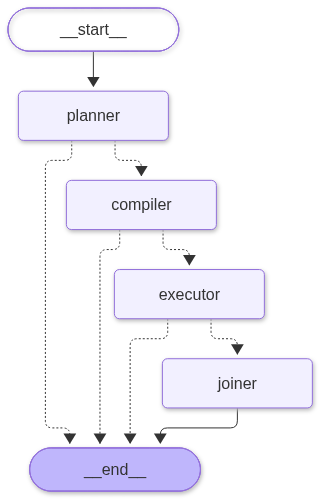 __start__
planner
compiler
executor
joiner
__end__